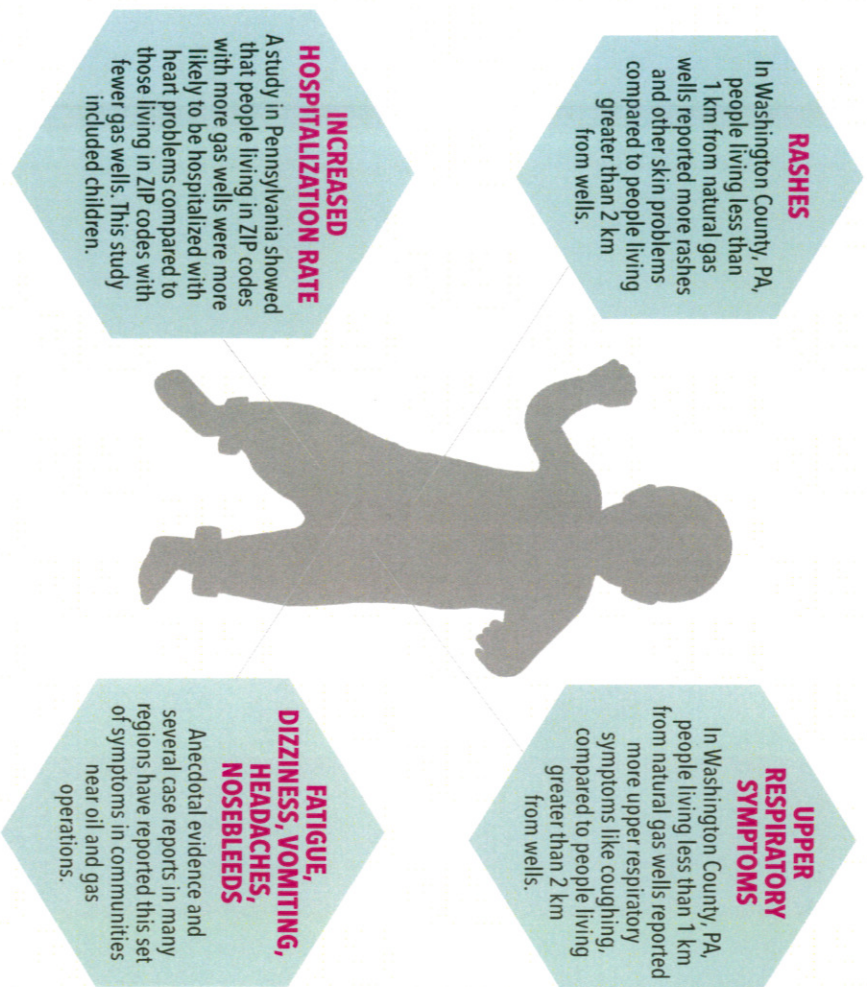 RASHES
In Washington County, PA,
people living less than
1 km from natural gas
wells reported more rashes
and other skin problems
compared to people living
greater than 2 km
from wells.
UPPER
RESPIRATORY
SYMPTOMS
In Washington County, PA,
people living less than 1 km
from natural gas wells reported
more upper respiratory
symptoms like coughing,
compared to people living
greater than 2 km
from wells.
INCREASED
HOSPITALIZATION RATE
A study in Pennsylvania showed
that people living in ZIP codes
with more gas wells were more
likely to be hospitalized with
heart problems compared to
those living in ZIP codes with
fewer gas wells. This study
included children.
FATIGUE,
DIZZINESS, VOMITING,
HEADACHES,
NOSEBLEEDS
Anecdotal evidence and
several case reports in many
regions have reported this set
of symptoms in communities
near oil and gas
operations.